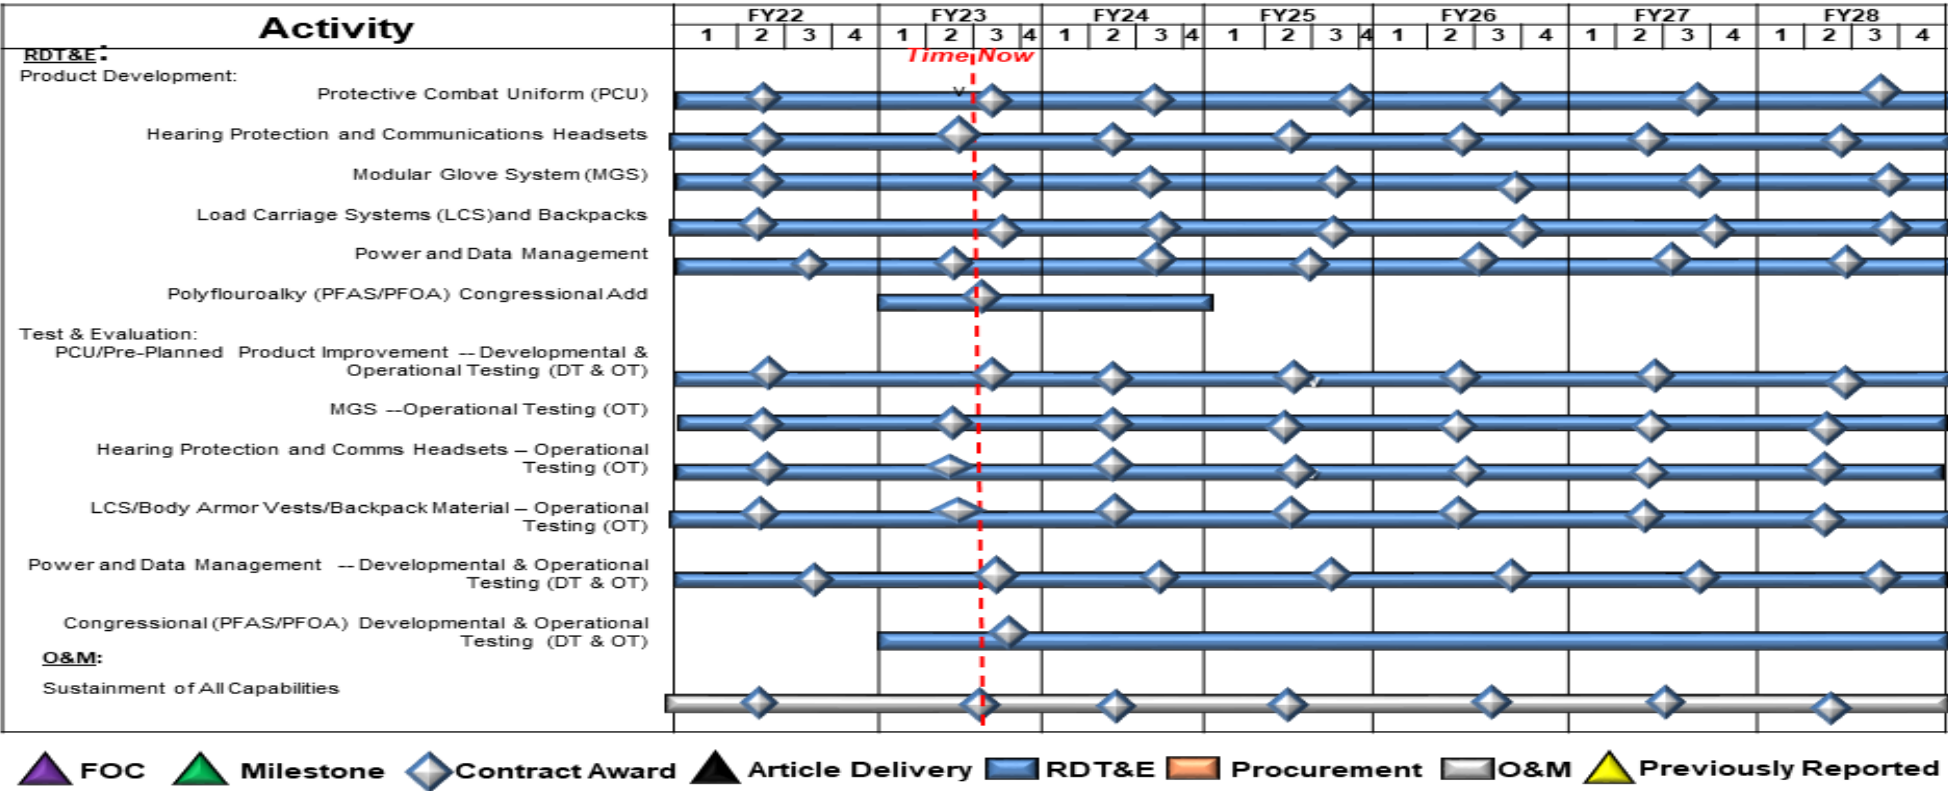 Activity
FY22 FY23 FY24 FY25 FY26 FY27 FY28
1 2 3 4 1 2 3 4 1 2 3 4 1 2 3 4 1 2 3 4 1 2 3 4 1 2 3 4
RDT&E:
Time Now
Product Development:
Protective Combat Uniform (PCU)
v
Hearing Protection and Communications Headsets
Modular Glove System (MGS)
Load Carriage Systems (LCS)and Backpacks
Power and Data Management
Polyflouroalky (PFAS/PFOA) Congressional Add
Test & Evaluation:
PCU/Pre-Planned Product Improvement -- Developmental &
Operational Testing (DT & OT)
MGS --Operational Testing (OT)
Hearing Protection and Comms Headsets – Operational
Testing (OT)
LCS/Body Armor Vests/Backpack Material – Operational
Testing (OT)
Power and Data Management -- Developmental & Operational
Testing (DT & OT)
Congressional (PFAS/PFOA) Developmental & Operational
Testing (DT & OT)
O&M:
Sustainment of All Capabilities
FOC Milestone Contract Award Article Delivery RDT&E Procurement O&M Previously Reported